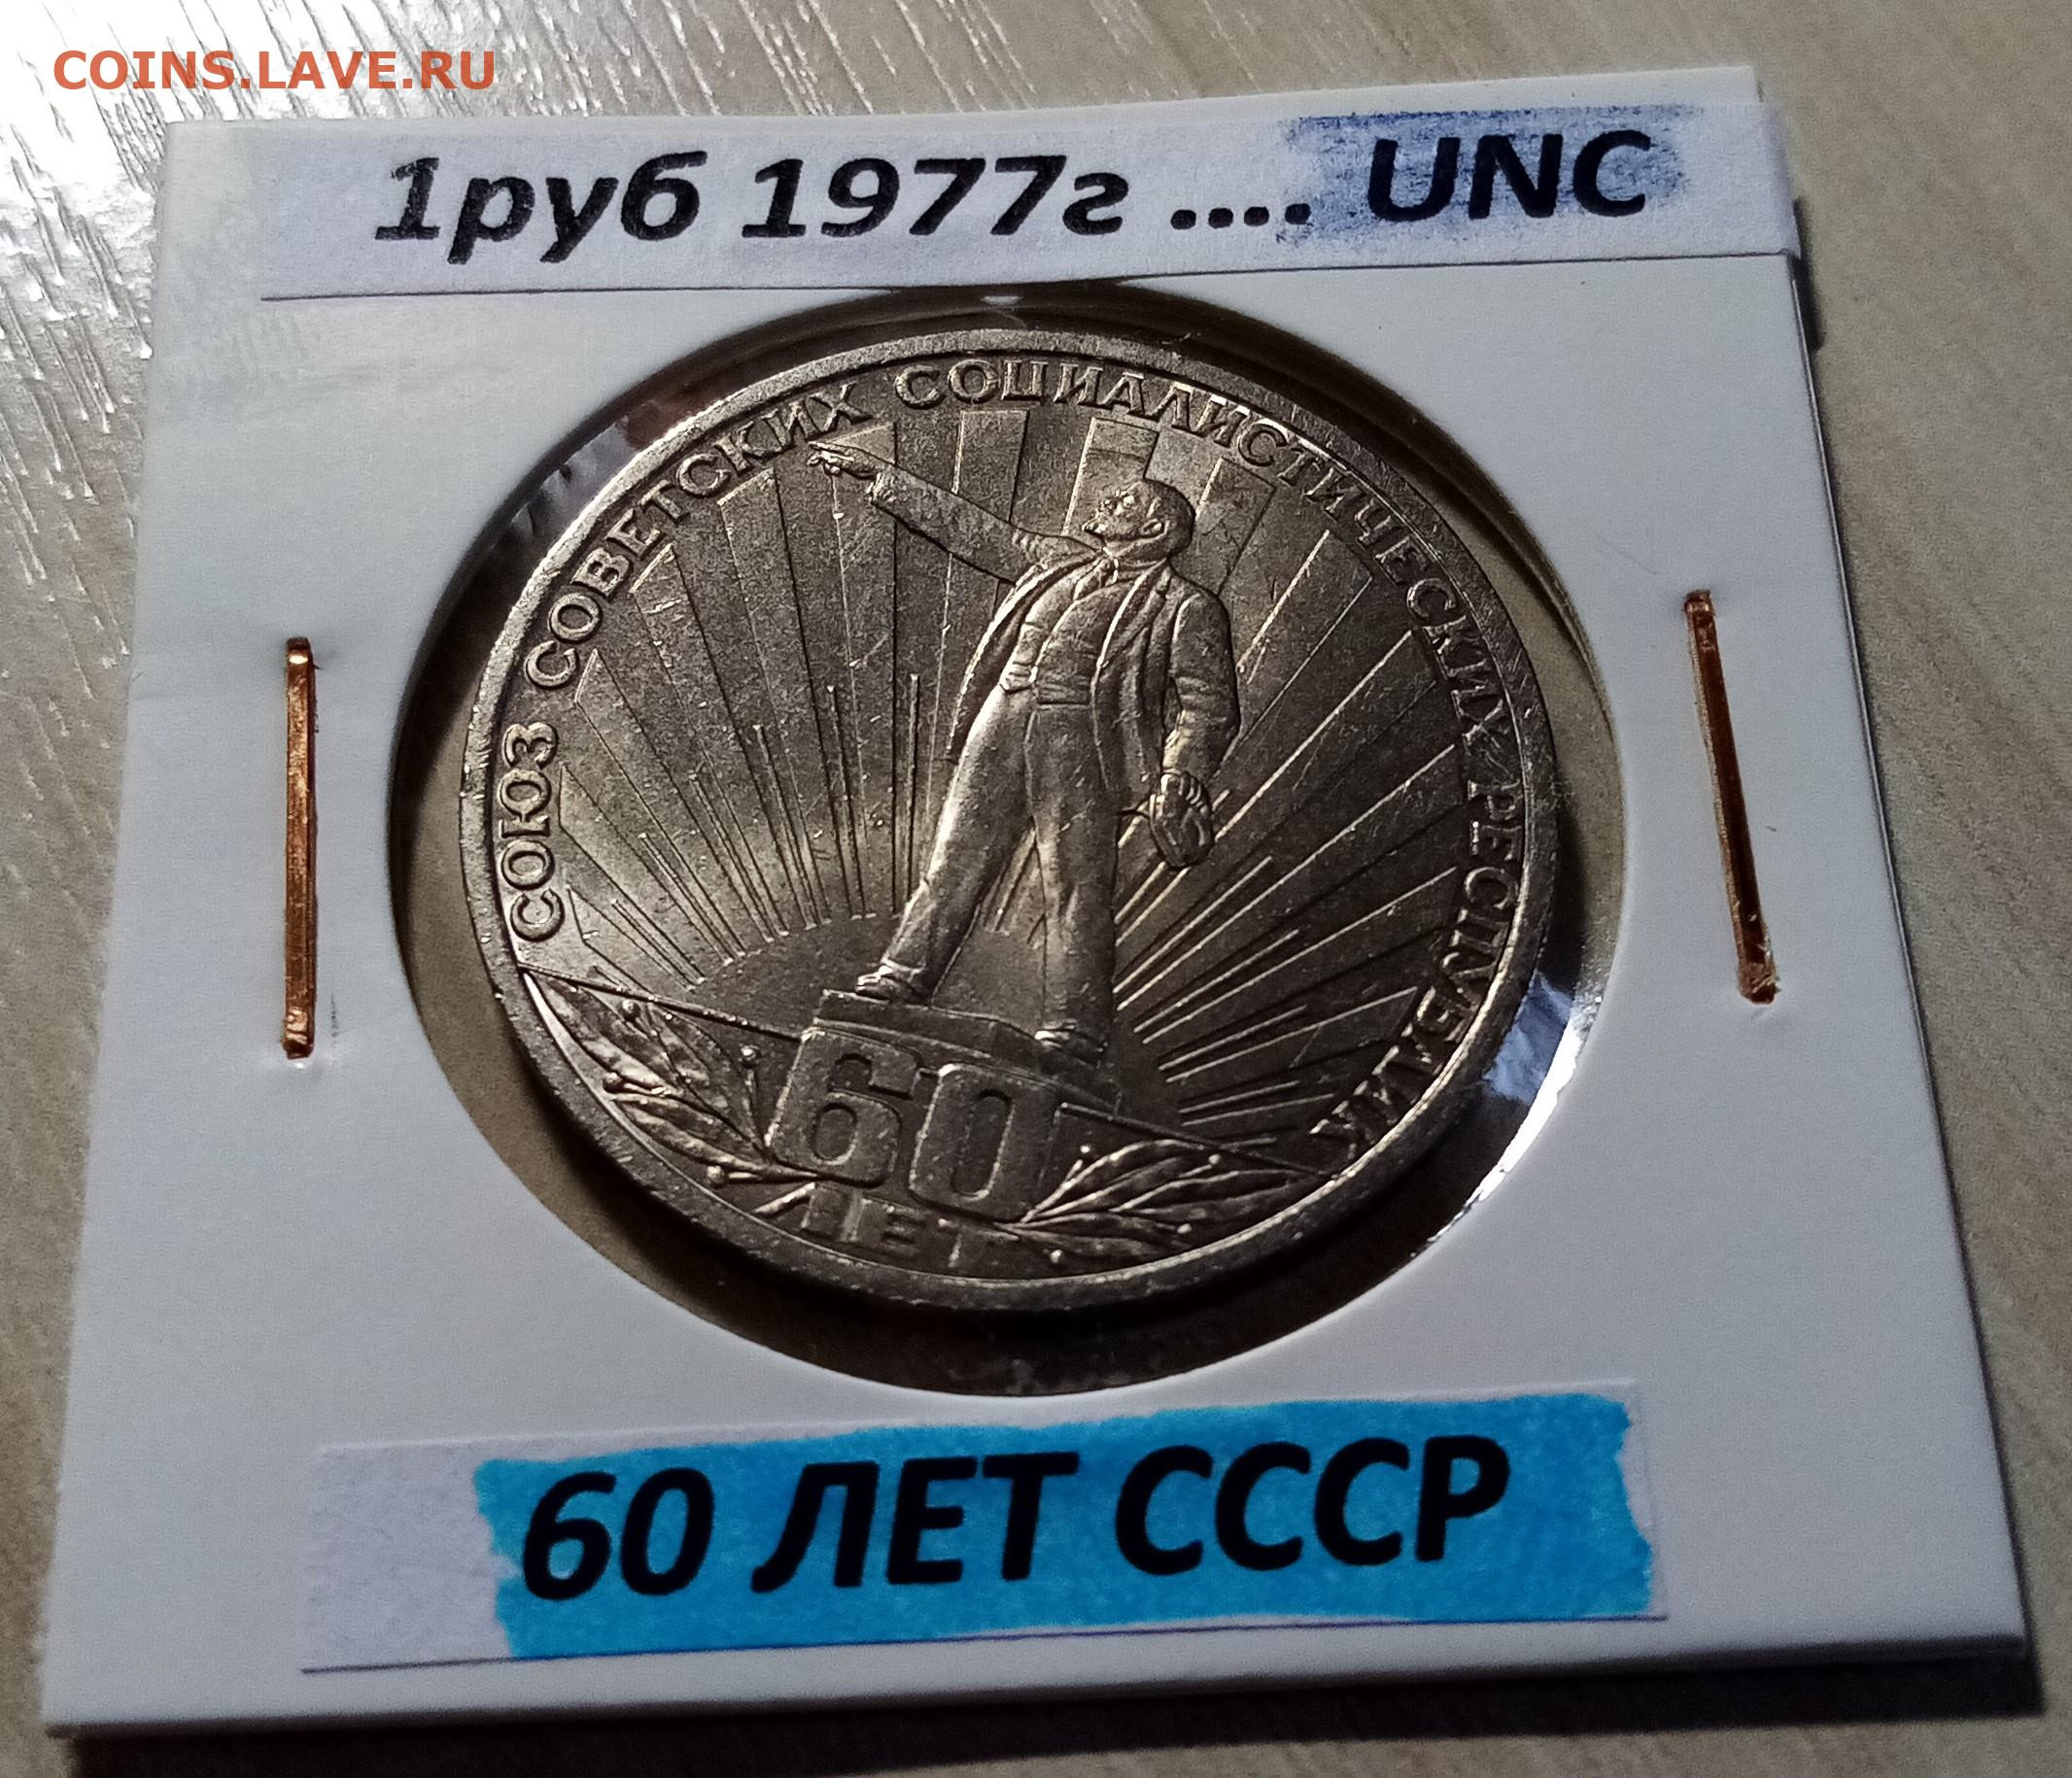 COINS.LAVE.RU
1руб 1977г .... UNC
СОЮЗ СОВЕТСКИХ СОЦИАЛИСТИЧЕСКИХ РЕСПУБЛИК
60
ЛЕТ
60 ЛЕТ СССР